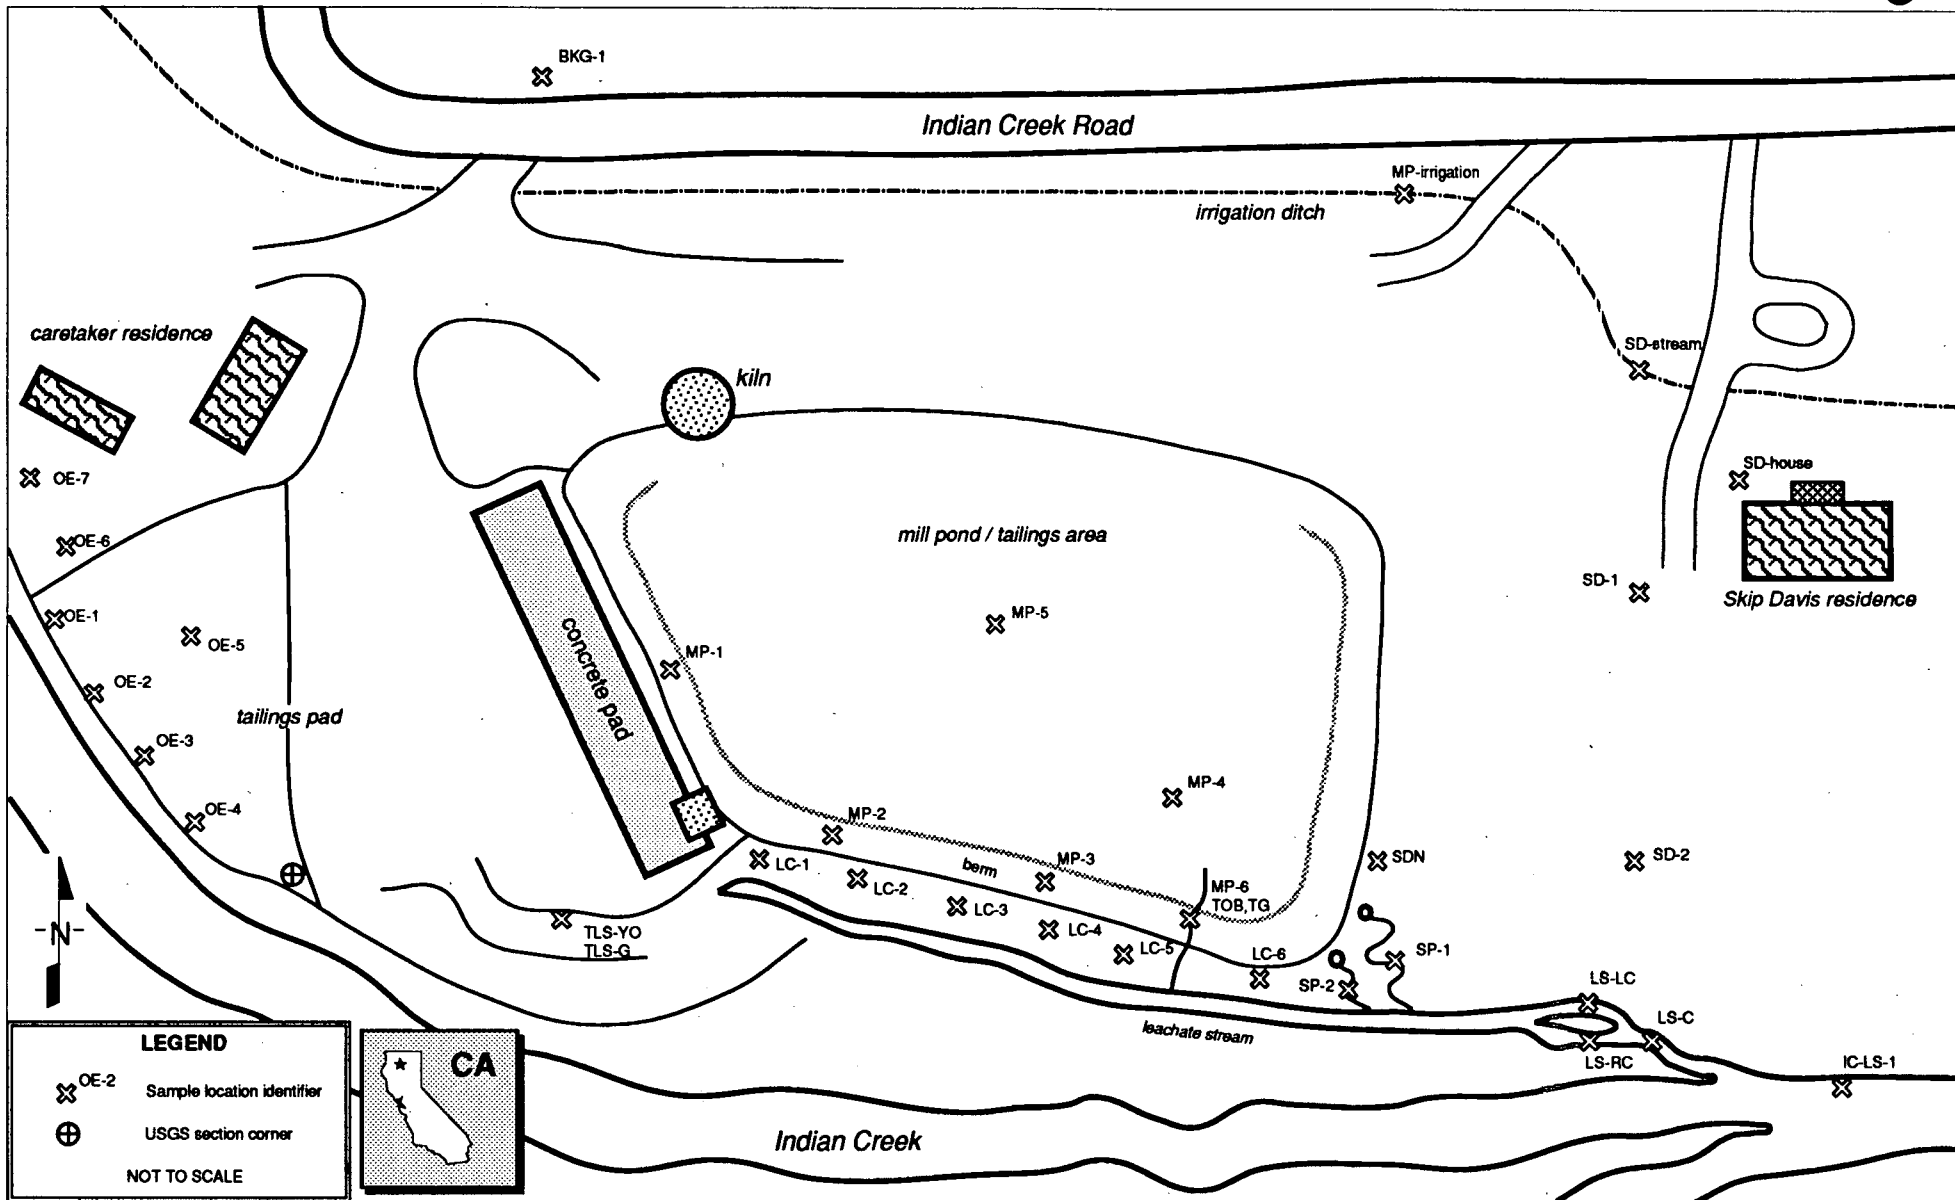 BKG-1
Indian Creek Road
MP-irrigation
irrigation ditch
caretaker residence
SD-stream
kiln
SD-house
OE-7
mill pond / tailings area
OE-6
SD-1
Skip Davis residence
OE-1
MP-5
OE-5
MP-1
concrete pad
OE-2
tailings pad
OE-3
MP-4
OE-4
MP-2
MP-3
SDN
SD-2
LC-1
berm
LC-2
MP-6
TOB,TG
LC-3
TLS-YO
TLS-G
LC-4
LC-5
LC-6
SP-1
SP-2
-N-
LS-LC
LS-C
leachate stream
LS-RC
IC-LS-1
LEGEND
OE-2
Sample location identifier
USGS section corner
NOT TO SCALE
CA
Indian Creek